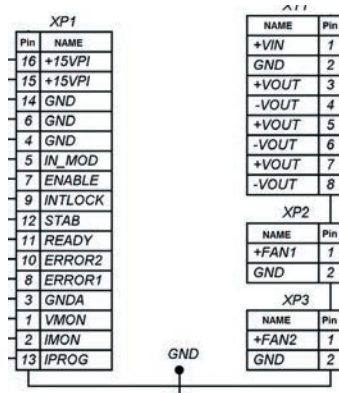 XP1
Pin NAME
16 +15VPI
15 +15VPI
14 GND
6 GND
4 GND
5 IN_MOD
7 ENABLE
9 INTLOCK
12 STAB
11 READY
10 ERROR2
8 ERROR1
3 GNDA
1 VMON
2 IMON
13 IPROG
GND
NAME Pin
+VIN 1
GND 2
+VOUT 3
-VOUT 4
+VOUT 5
-VOUT 6
+VOUT 7
-VOUT 8
XP2
NAME Pin
+FAN1 1
GND 2
XP3
NAME Pin
+FAN2 1
GND 2